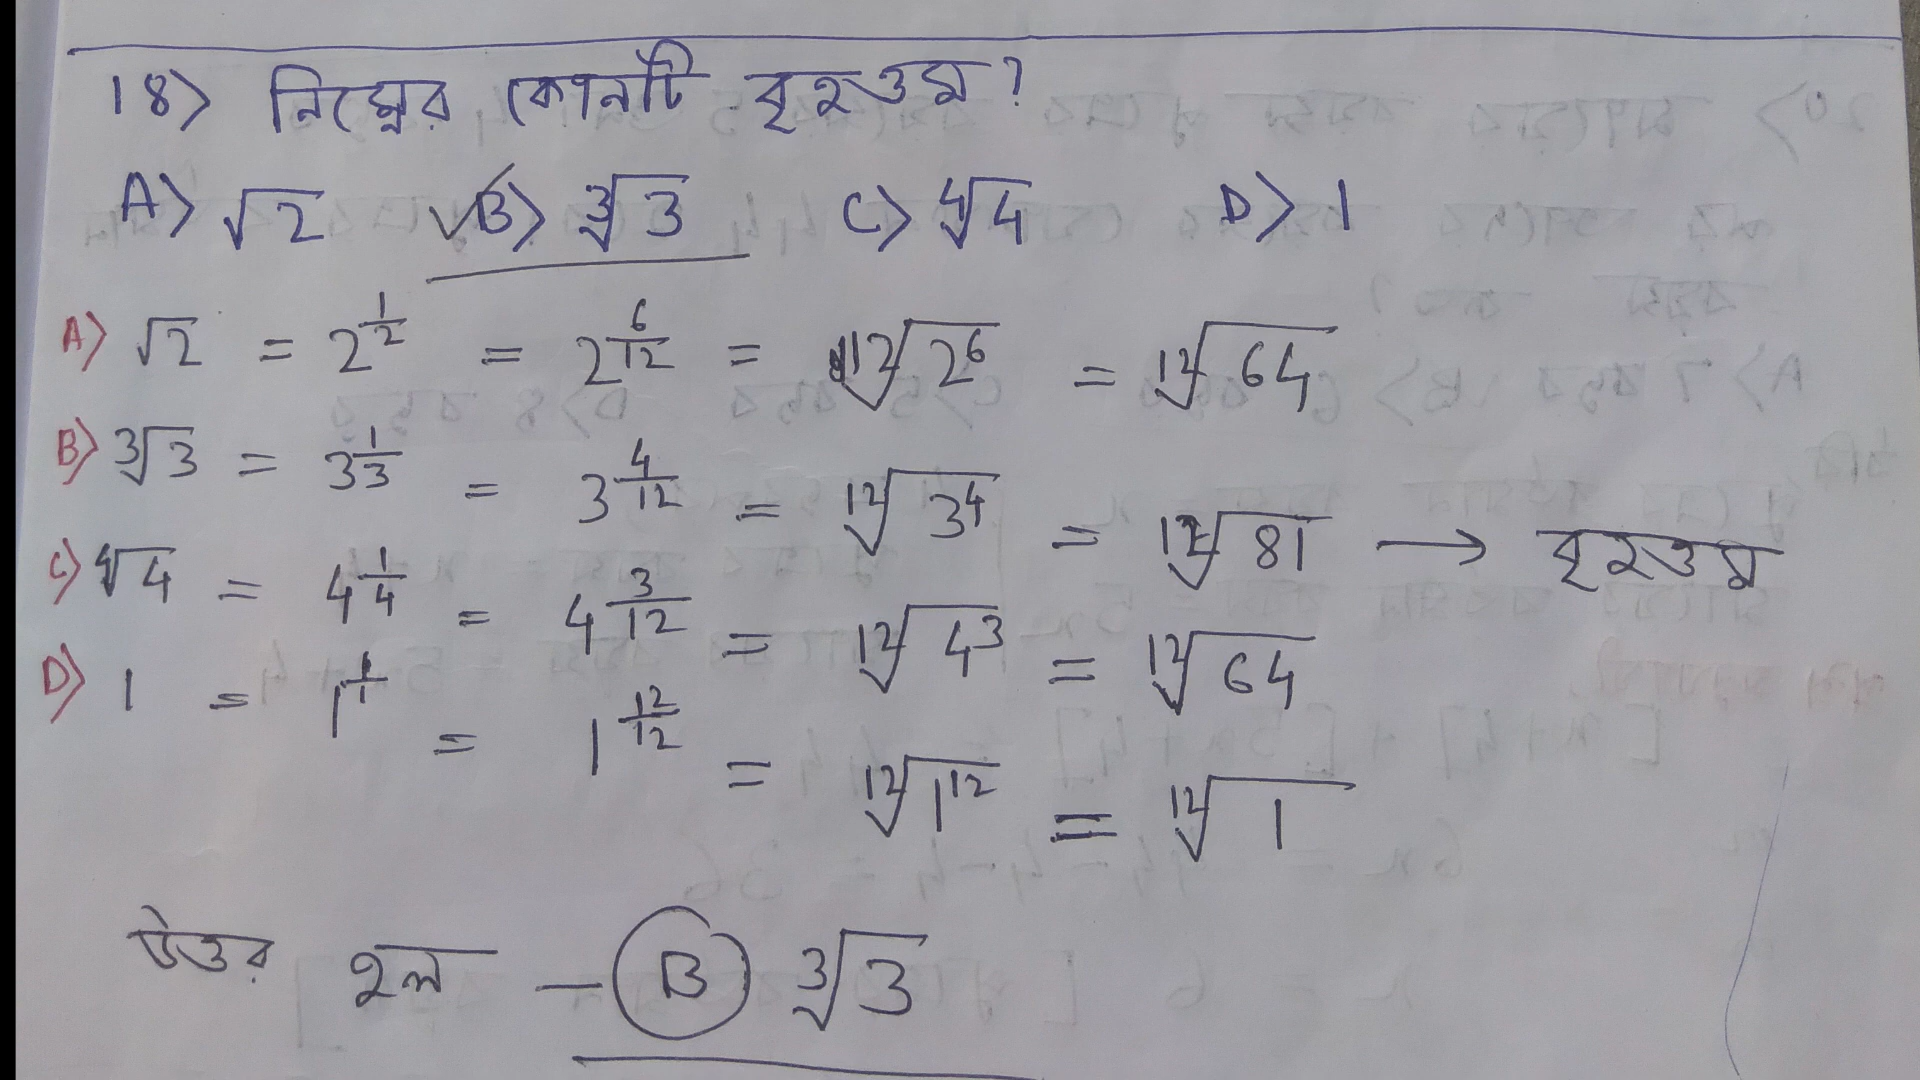 18> নিম্নের কোনটি বৃহত্তম?
A> √2 √B> ∛3 C> ∜4 D> 1
A) √2 = 2^(1/2) = 2^(6/12) = ¹²√2⁶ = ¹²√64
B) ∛3 = 3^(1/3) = 3^(4/12) = ¹²√3⁴ = ¹²√81 → বৃহত্তম
C) ∜4 = 4^(1/4) = 4^(3/12) = ¹²√4³ = ¹²√64
D) 1 = 1^(1/1) = 1^(12/12) = ¹²√1¹² = ¹²√1
উত্তর হল — B ∛3